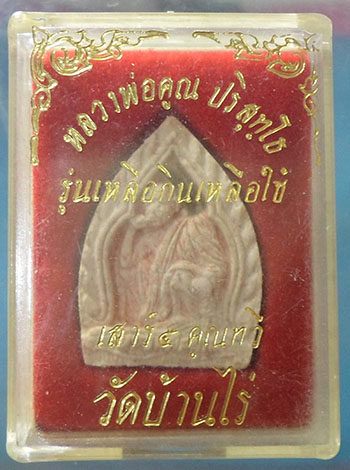 หลวงพ่อคูณ ปริสุทฺโธ
รุ่นเหลือกินเหลือใช้
เสาร์๕ คูณทวี
วัดบ้านไร่